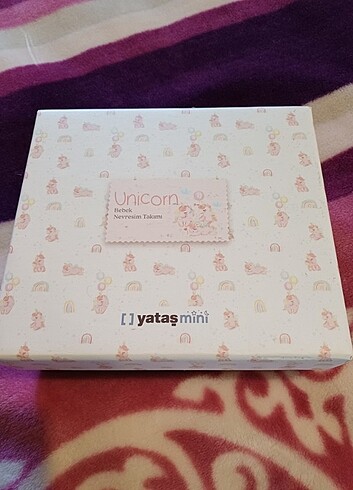 Unicorn
Bebek
Nevresim Takımı
[ ] yataş mini